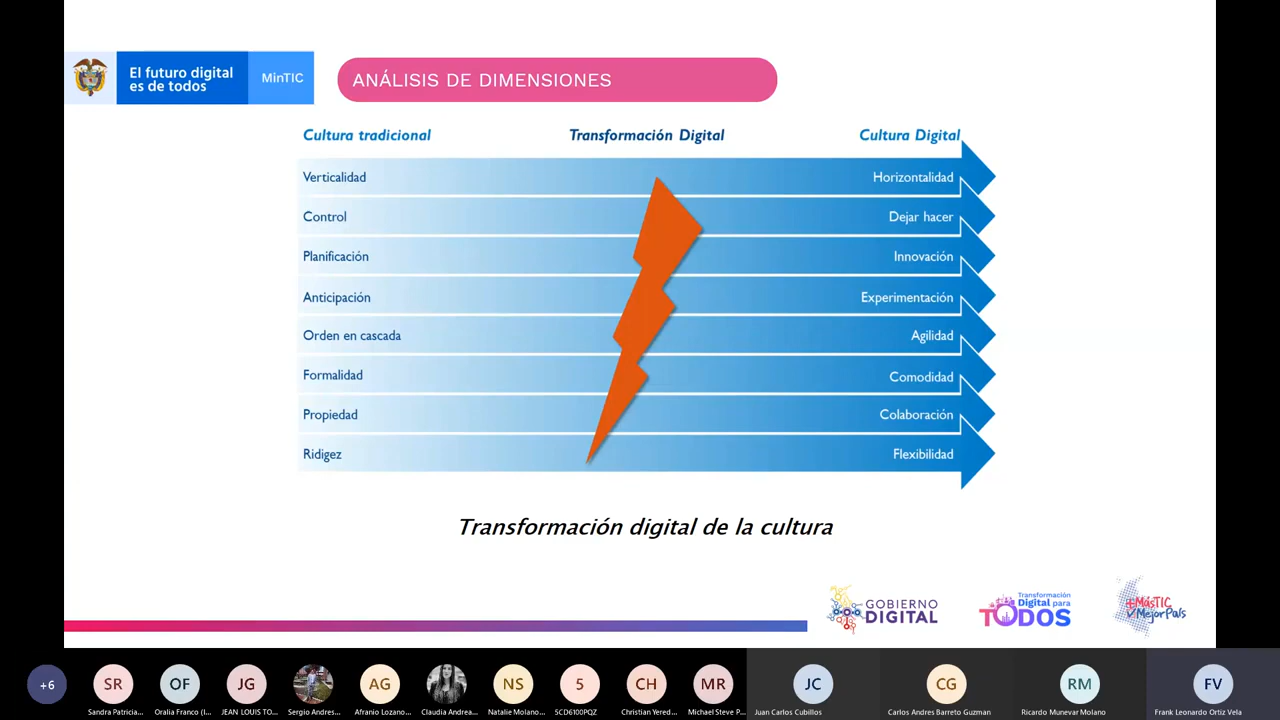 El futuro digital
es de todos
MinTIC
ANÁLISIS DE DIMENSIONES
Cultura tradicional
Transformación Digital
Cultura Digital
Verticalidad
Horizontalidad
Control
Dejar hacer
Planificación
Innovación
Anticipación
Experimentación
Orden en cascada
Agilidad
Formalidad
Comodidad
Propiedad
Colaboración
Ridigez
Flexibilidad
Transformación digital de la cultura
GOBIERNO
DIGITAL
Transformación
Digital para
TODOS
+MásTIC
MejorPaís
+6
SR
OF
JG
AG
NS
5
CH
MR
JC
CG
RM
FV
Sandra Patricia...
Oralia Franco (I...
JEAN LOUIS TO...
Sergio Andres...
Afranio Lozano...
Claudia Andrea...
Natalie Molano...
5CD6100PQZ
Christian Yered...
Michael Steve P...
Juan Carlos Cubillos
Carlos Andres Barreto Guzman
Ricardo Munevar Molano
Frank Leonardo Ortiz Vela